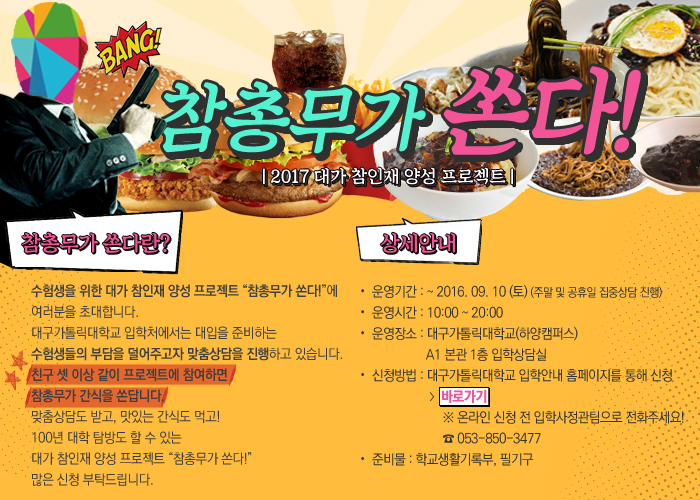 BANG!
참총무가 쏜다!
| 2017 대가 참인재 양성 프로젝트 |
참총무가 쏜다란?
수험생을 위한 대가 참인재 양성 프로젝트 “참총무가 쏜다!”에
여러분을 초대합니다.
대구가톨릭대학교 입학처에서는 대입을 준비하는
수험생들의 부담을 덜어주고자 맞춤상담을 진행하고 있습니다.
친구 셋 이상 같이 프로젝트에 참여하면
참총무가 간식을 쏜답니다.
맞춤상담도 받고, 맛있는 간식도 먹고!
100년 대학 탐방도 할 수 있는
대가 참인재 양성 프로젝트 “참총무가 쏜다!”
많은 신청 부탁드립니다.
상세안내
• 운영기간 : ~ 2016. 09. 10 (토) (주말 및 공휴일 집중상담 진행)
• 운영시간 : 10:00 ~ 20:00
• 운영장소 : 대구가톨릭대학교(하양캠퍼스)
A1 본관 1층 입학상담실
• 신청방법 : 대구가톨릭대학교 입학안내 홈페이지를 통해 신청
> 바로가기
※ 온라인 신청 전 입학사정관팀으로 전화주세요!
☎ 053-850-3477
• 준비물 : 학교생활기록부, 필기구